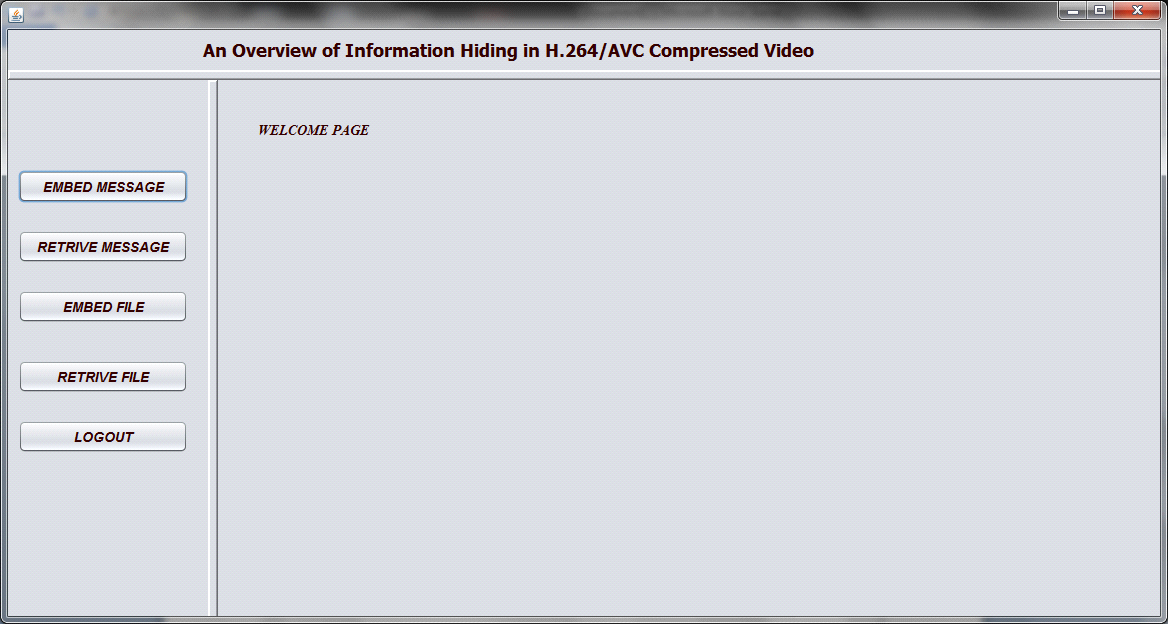 An Overview of Information Hiding in H.264/AVC Compressed Video
WELCOME PAGE
EMBED MESSAGE
RETRIVE MESSAGE
EMBED FILE
RETRIVE FILE
LOGOUT